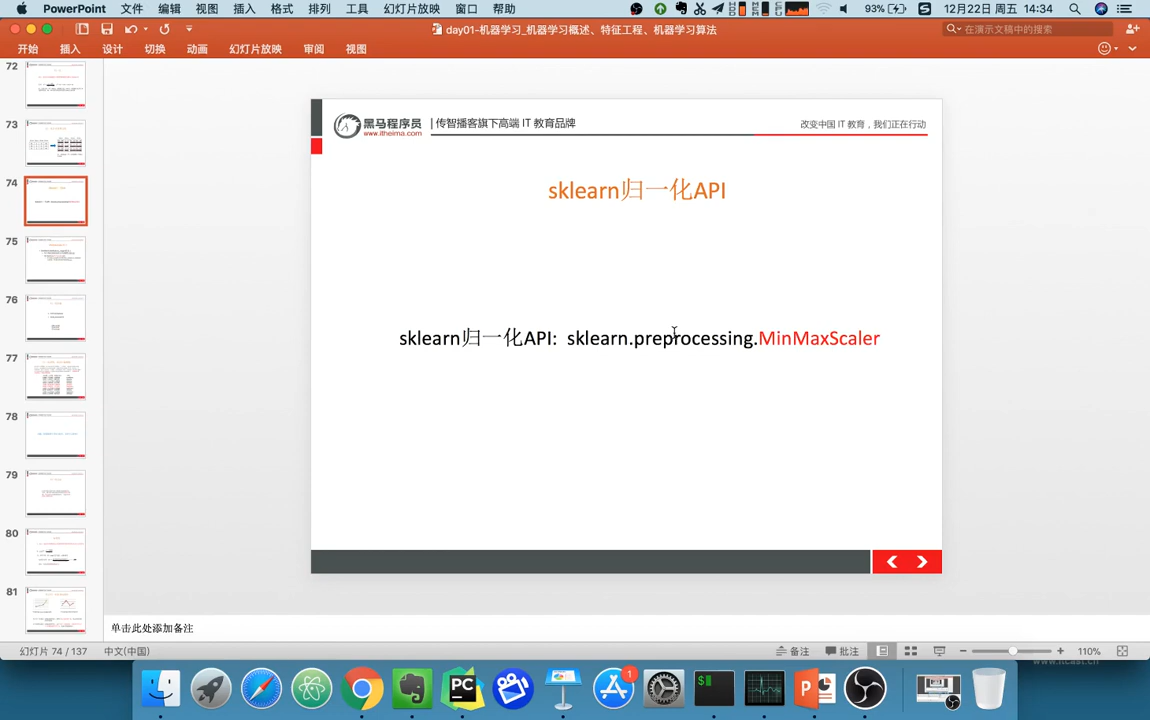 PowerPoint 文件 编辑 视图 插入 格式 排列 工具 幻灯片放映 窗口 帮助 93% 12月22日 周五 14:34
day01-机器学习_机器学习概述、特征工程、机器学习算法
在演示文稿中的搜索
开始 插入 设计 切换 动画 幻灯片放映 审阅 视图
72
73
74
75
76
77
78
79
80
81
黑马程序员
www.itheima.com
传智播客旗下高端 IT 教育品牌
改变中国 IT 教育，我们正在行动
sklearn归一化API
sklearn归一化API: sklearn.preprocessing.MinMaxScaler
单击此处添加备注
幻灯片 74 / 137 中文(中国) 备注 批注 110%
www.itcast.cn
PC
1
$
P